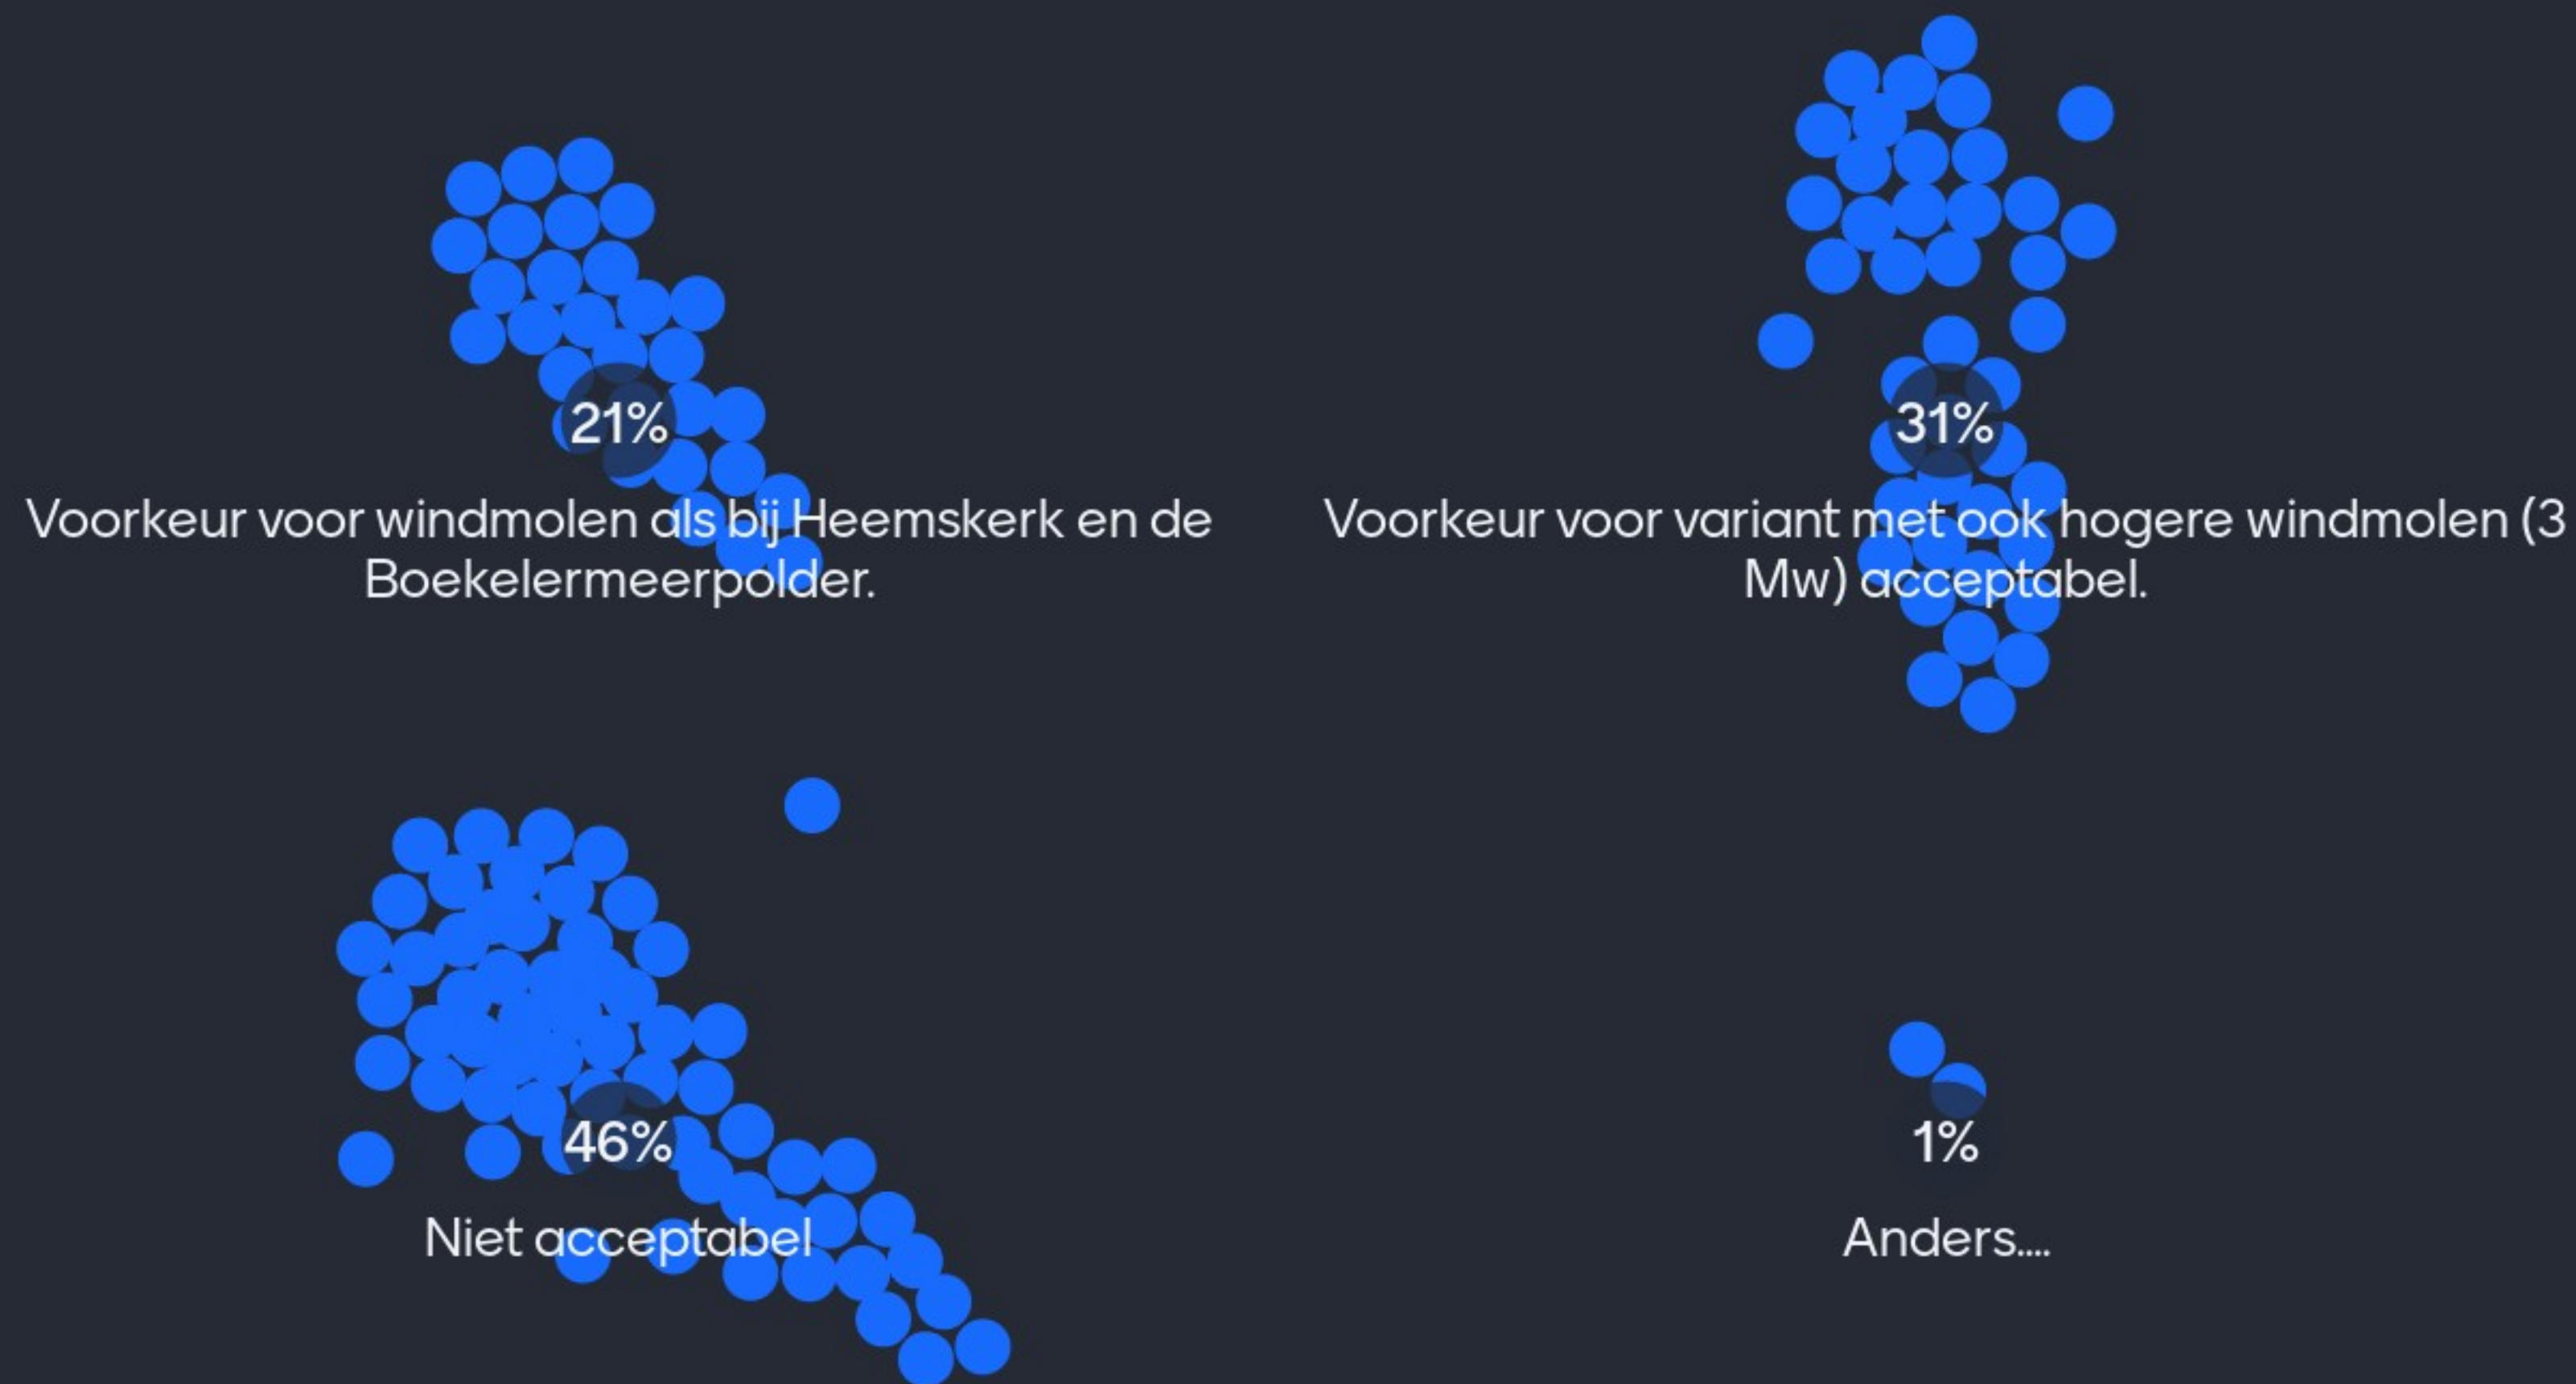 21%
Voorkeur voor windmolen als bij Heemskerk en de
Boekelermeerpolder.
31%
Voorkeur voor variant met ook hogere windmolen (3
Mw) acceptabel.
46%
Niet acceptabel
1%
Anders....